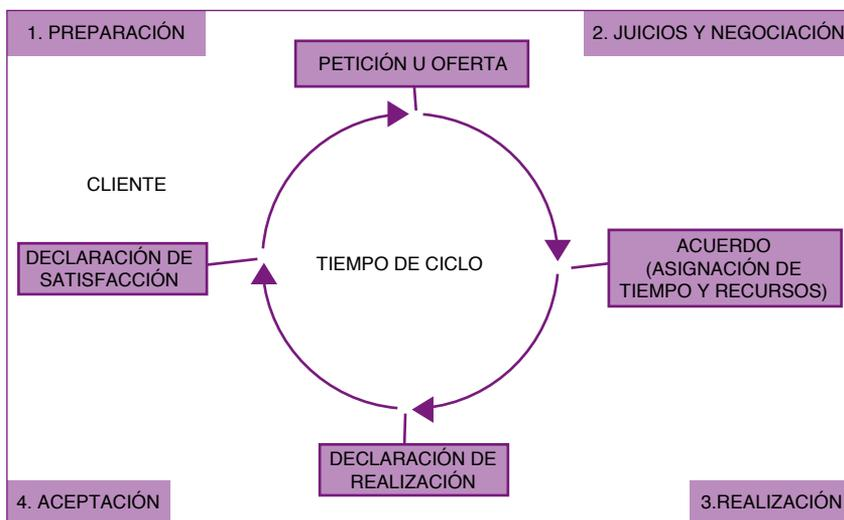 1. PREPARACIÓN
2. JUICIOS Y NEGOCIACIÓN
PETICIÓN U OFERTA
CLIENTE
DECLARACIÓN DE
SATISFACCIÓN
TIEMPO DE CICLO
ACUERDO
(ASIGNACIÓN DE
TIEMPO Y RECURSOS)
DECLARACIÓN DE
REALIZACIÓN
4. ACEPTACIÓN
3.REALIZACIÓN